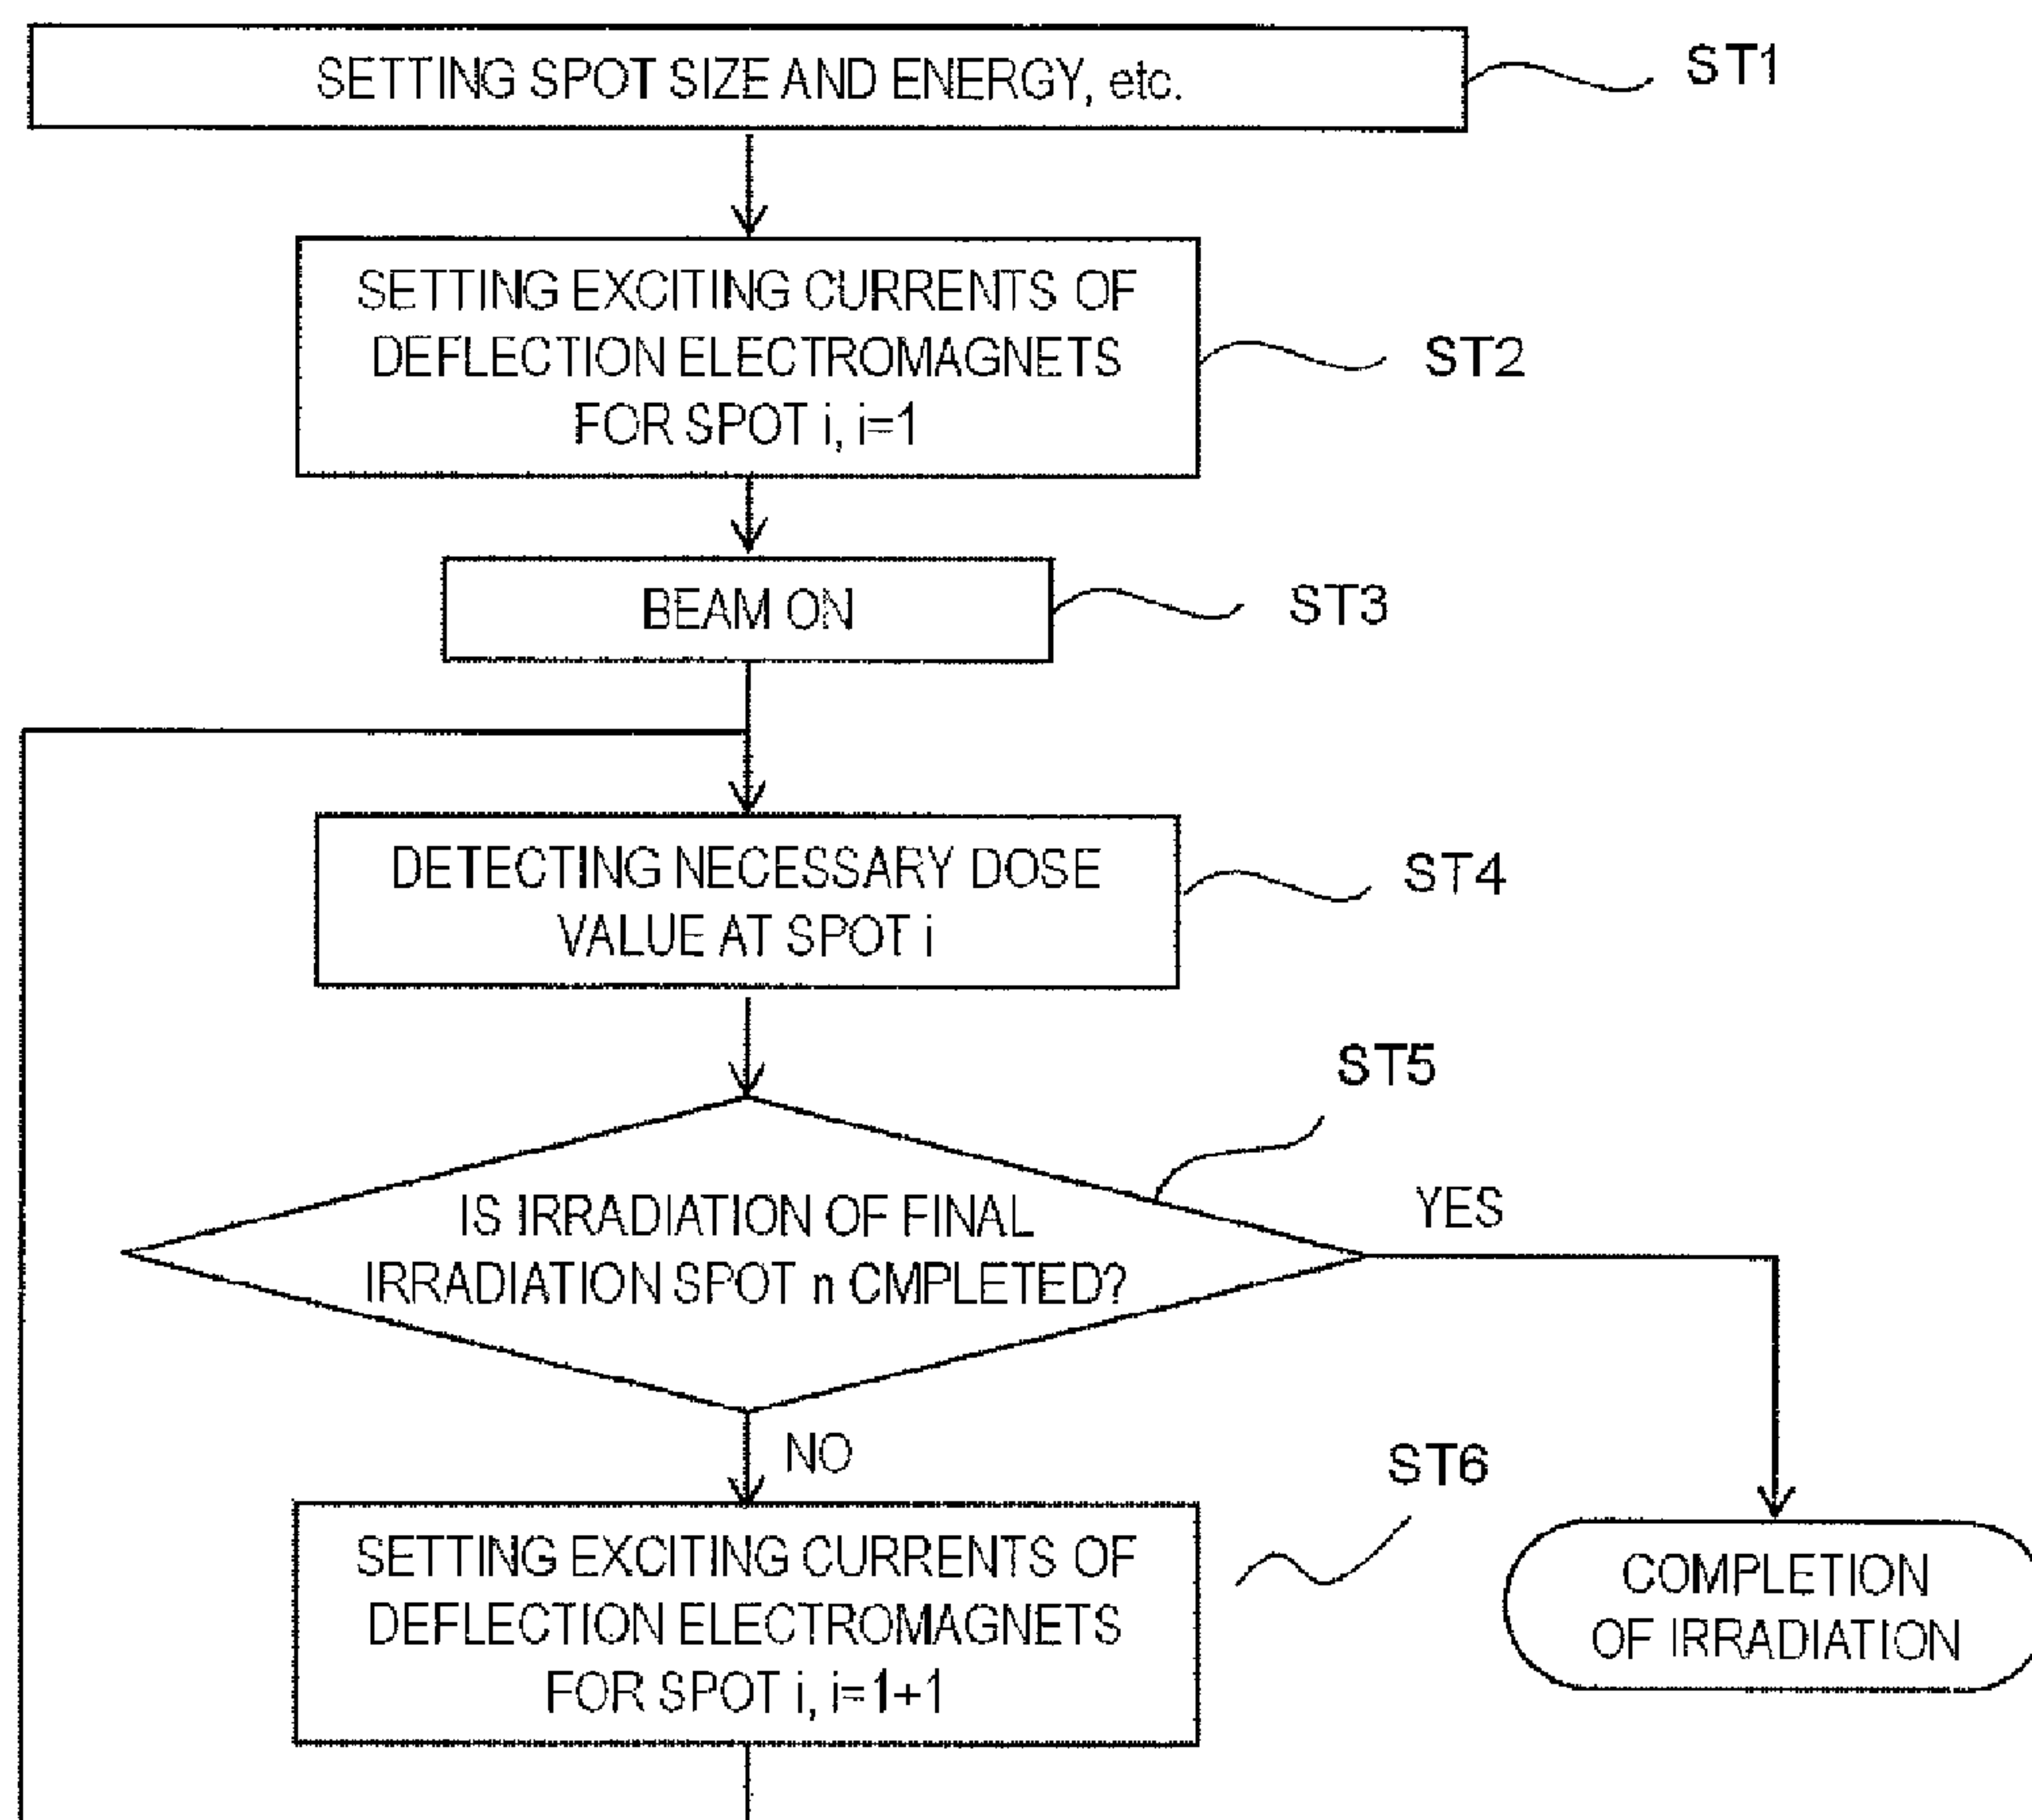 SETTING SPOT SIZE AND ENERGY, etc.
ST1
SETTING EXCITING CURRENTS OF
DEFLECTION ELECTROMAGNETS
FOR SPOT i, i=1
ST2
BEAM ON
ST3
DETECTING NECESSARY DOSE
VALUE AT SPOT i
ST4
ST5
IS IRRADIATION OF FINAL
IRRADIATION SPOT n CMPLETED?
YES
NO
ST6
SETTING EXCITING CURRENTS OF
DEFLECTION ELECTROMAGNETS
FOR SPOT i, i=1+1
COMPLETION
OF IRRADIATION